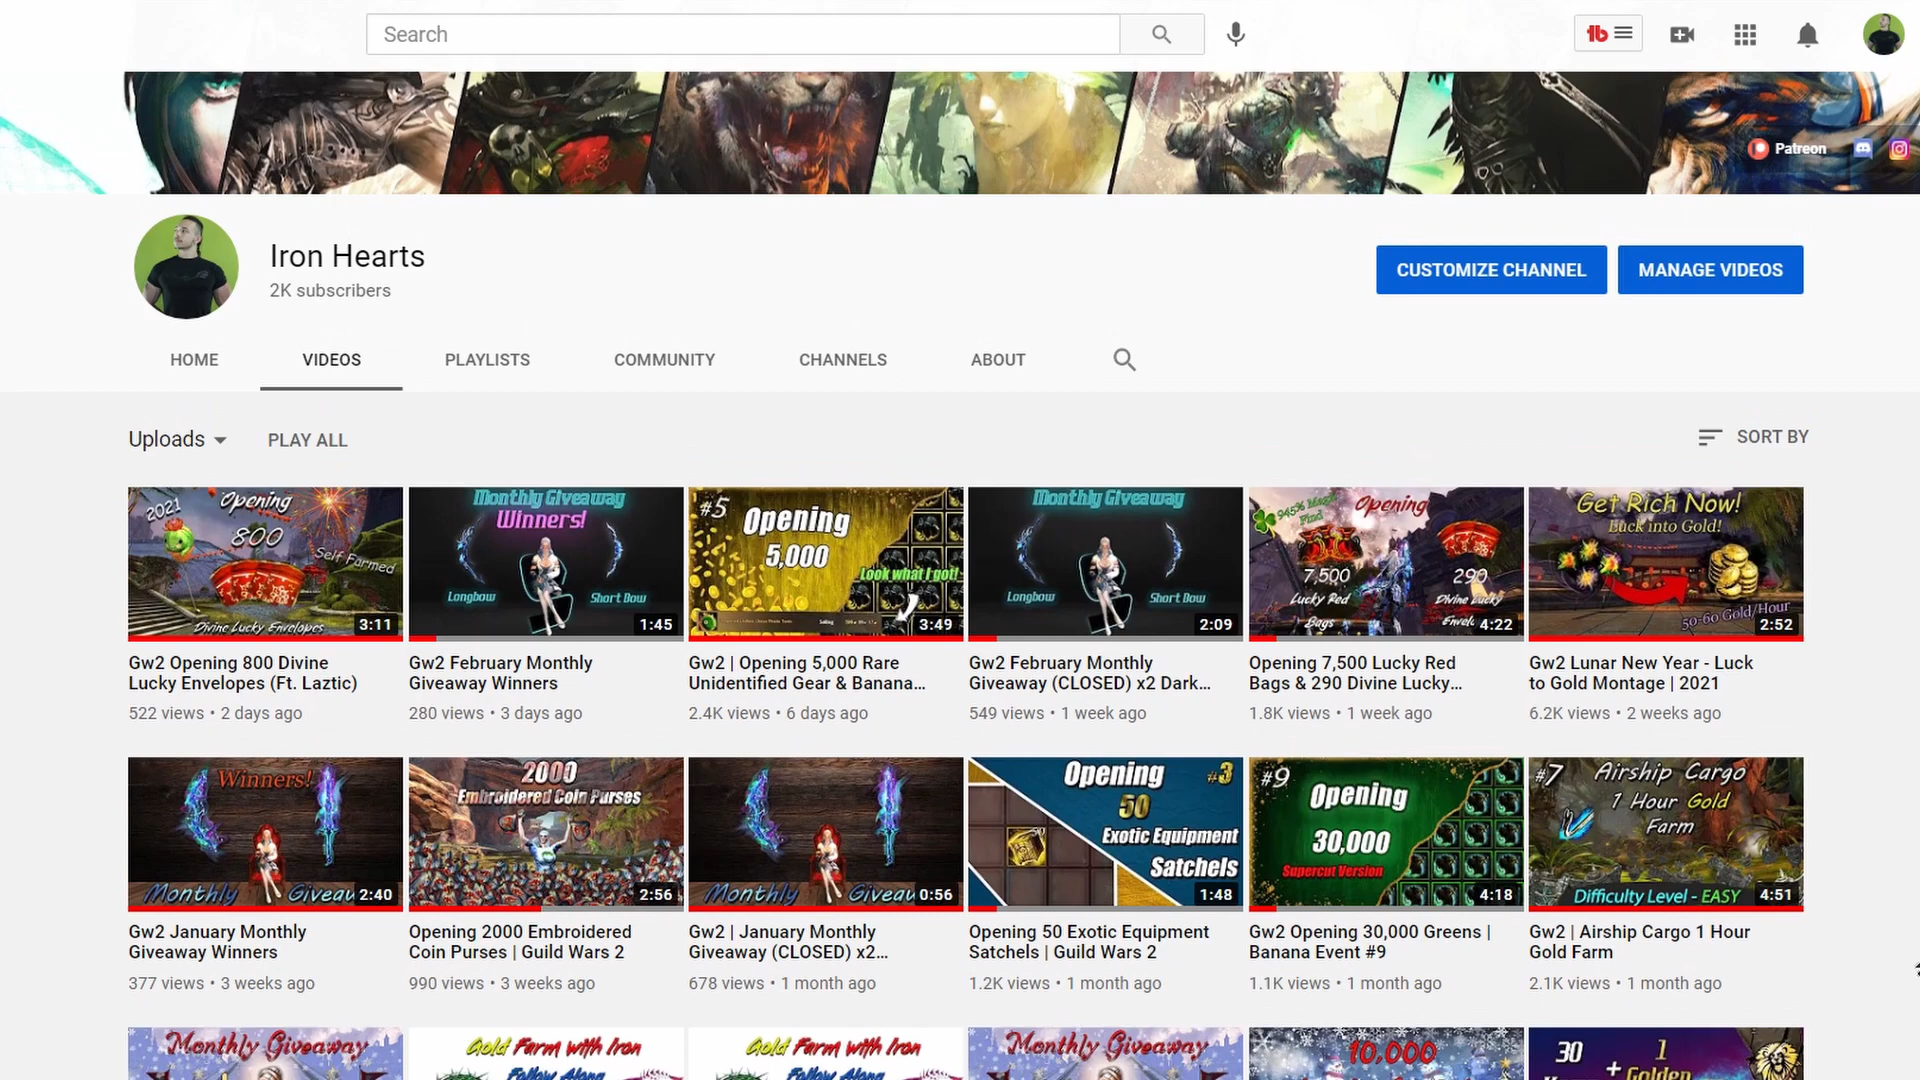 Search
tb
Patreon
Iron Hearts
2K subscribers
CUSTOMIZE CHANNEL
MANAGE VIDEOS
HOME
VIDEOS
PLAYLISTS
COMMUNITY
CHANNELS
ABOUT
Uploads
PLAY ALL
SORT BY
2021
Opening
800
Self Farmed
Divine Lucky Envelopes
3:11
Monthly Giveaway
Winners!
Longbow
Short Bow
1:45
#5
Opening
5,000
Look what I got!
3:49
Monthly Giveaway
Longbow
Short Bow
2:09
945% Magic
Find
Opening
7,500
Lucky Red
Bags
290
Divine Lucky
4:22
Get Rich Now!
Luck into Gold!
50-60 Gold/Hour
2:52
Gw2 Opening 800 Divine
Lucky Envelopes (Ft. Laztic)
522 views • 2 days ago
Gw2 February Monthly
Giveaway Winners
280 views • 3 days ago
Gw2 | Opening 5,000 Rare
Unidentified Gear & Banana...
2.4K views • 6 days ago
Gw2 February Monthly
Giveaway (CLOSED) x2 Dark...
549 views • 1 week ago
Opening 7,500 Lucky Red
Bags & 290 Divine Lucky...
1.8K views • 1 week ago
Gw2 Lunar New Year - Luck
to Gold Montage | 2021
6.2K views • 2 weeks ago
Winners!
Monthly
2:40
2000
Embroidered Coin Purses
2:56
Monthly
0:56
Opening
#3
50
Exotic Equipment
Satchels
1:48
#9
Opening
30,000
Supercut Version
4:18
#7
Airship Cargo
1 Hour Gold
Farm
Difficulty Level - EASY
4:51
Gw2 January Monthly
Giveaway Winners
377 views • 3 weeks ago
Opening 2000 Embroidered
Coin Purses | Guild Wars 2
990 views • 3 weeks ago
Gw2 | January Monthly
Giveaway (CLOSED) x2...
678 views • 1 month ago
Opening 50 Exotic Equipment
Satchels | Guild Wars 2
1.2K views • 1 month ago
Gw2 Opening 30,000 Greens |
Banana Event #9
1.1K views • 1 month ago
Gw2 | Airship Cargo 1 Hour
Gold Farm
2.1K views • 1 month ago
Monthly Giveaway
Gold Farm with Iron
Follow Along
Gold Farm with Iron
Follow Along
Monthly Giveaway
10,000
30
+
1
Golden